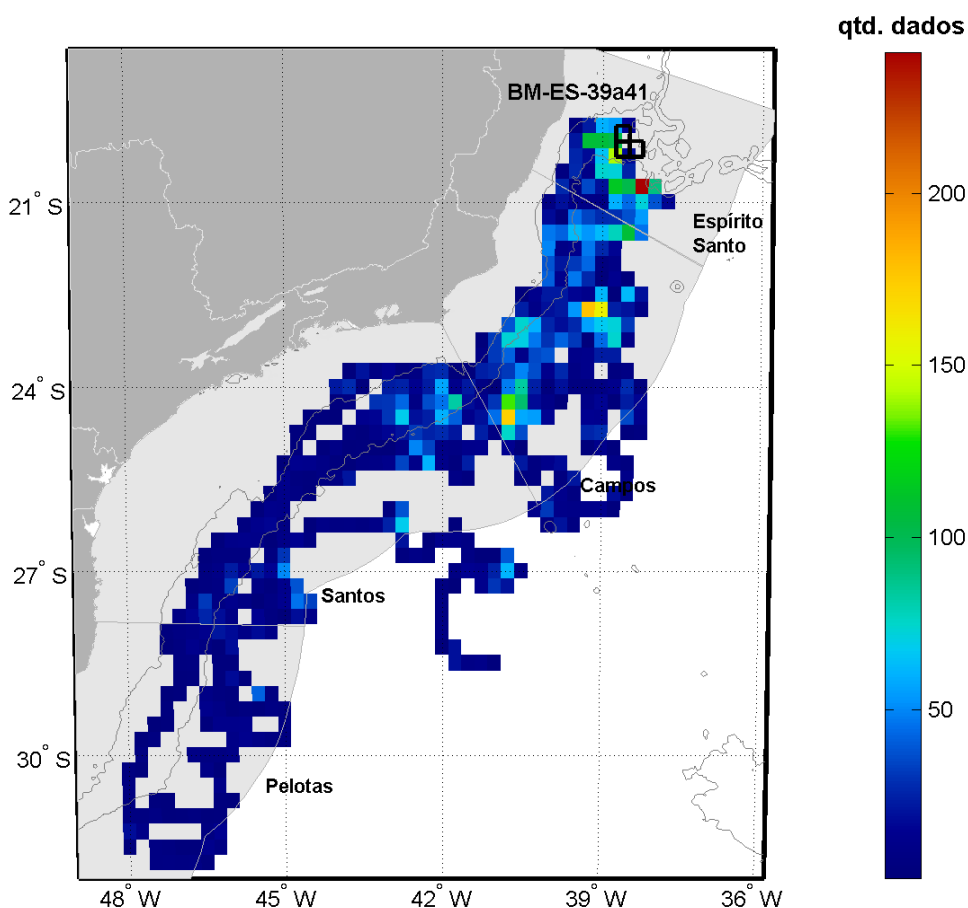 qtd. dados
BM-ES-39a41
200
21° S
Espírito
Santo
150
24° S
100
Campos
27° S
Santos
50
30° S
Pelotas
48° W
45° W
42° W
39° W
36° W